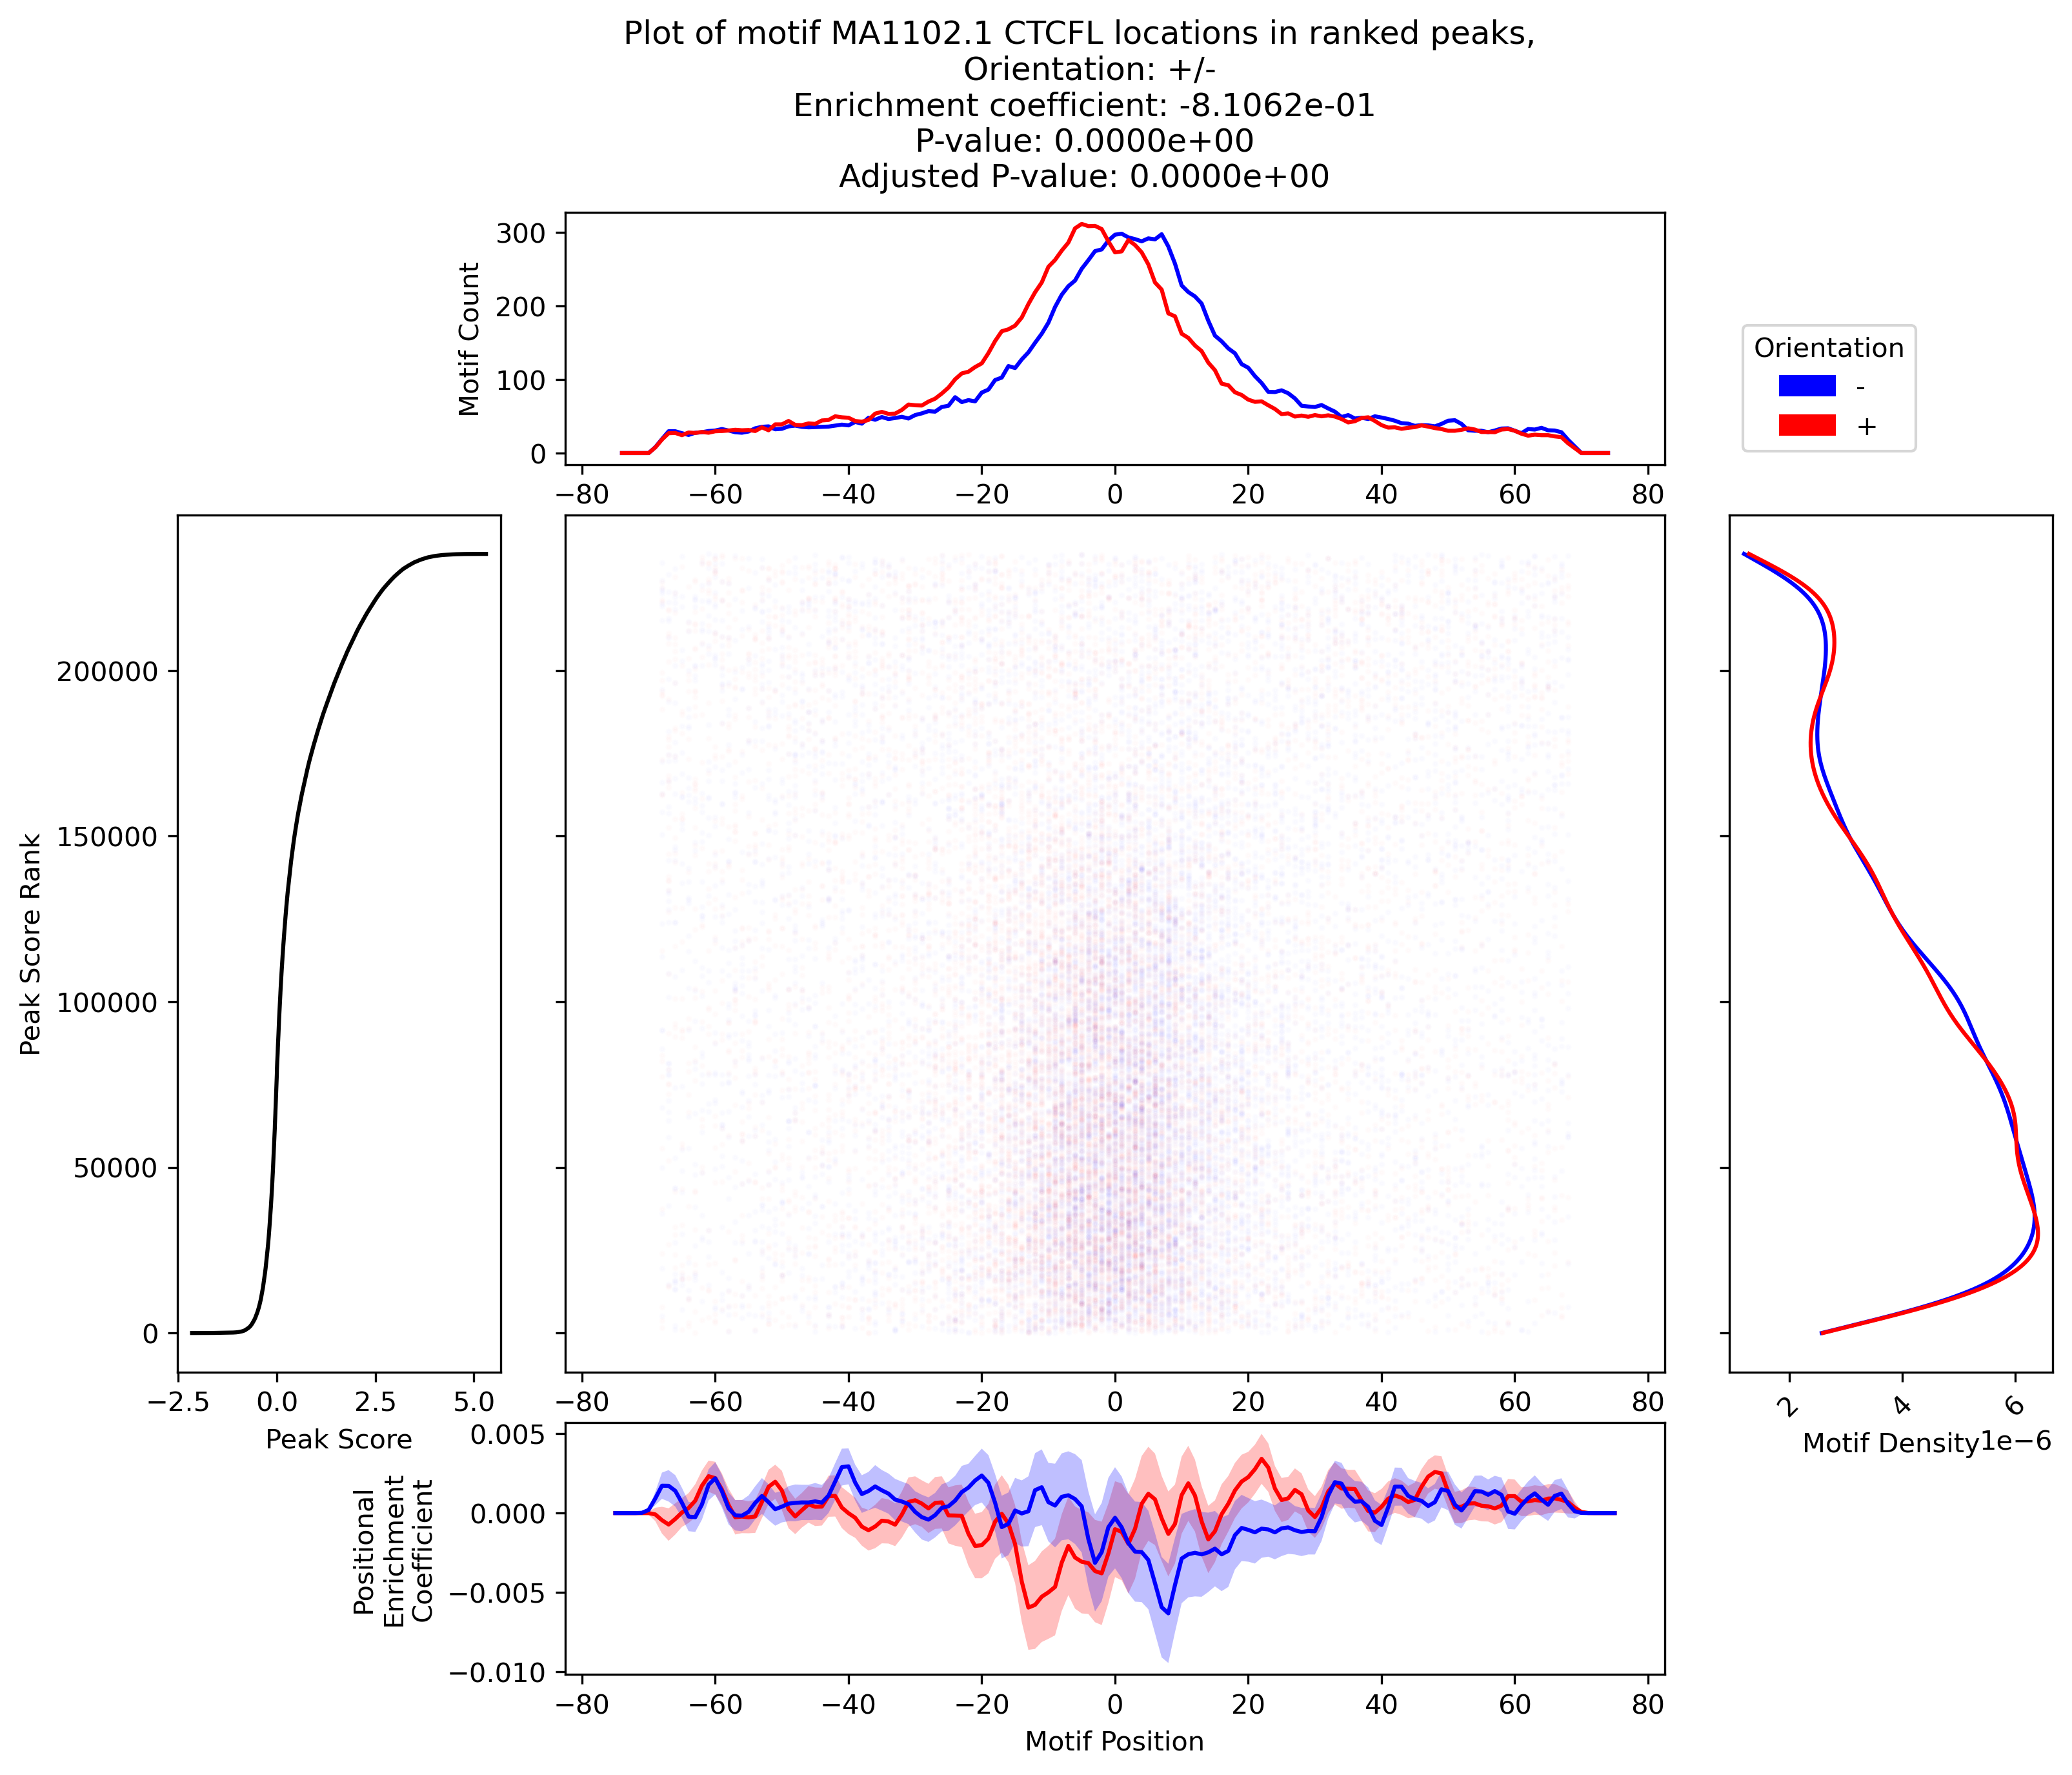 Plot of motif MA1102.1 CTCFL locations in ranked peaks,
Orientation: +/-
Enrichment coefficient: -8.1062e-01
P-value: 0.0000e+00
Adjusted P-value: 0.0000e+00
Motif Count
300
200
100
0
−80 −60 −40 −20 0 20 40 60 80
Orientation
-
+
Peak Score Rank
200000
150000
100000
50000
0
−2.5 0.0 2.5 5.0
Peak Score
−80 −60 −40 −20 0 20 40 60 80
2 4 6
Motif Density
1e−6
Positional
Enrichment
Coefficient
0.005
0.000
−0.005
−0.010
−80 −60 −40 −20 0 20 40 60 80
Motif Position